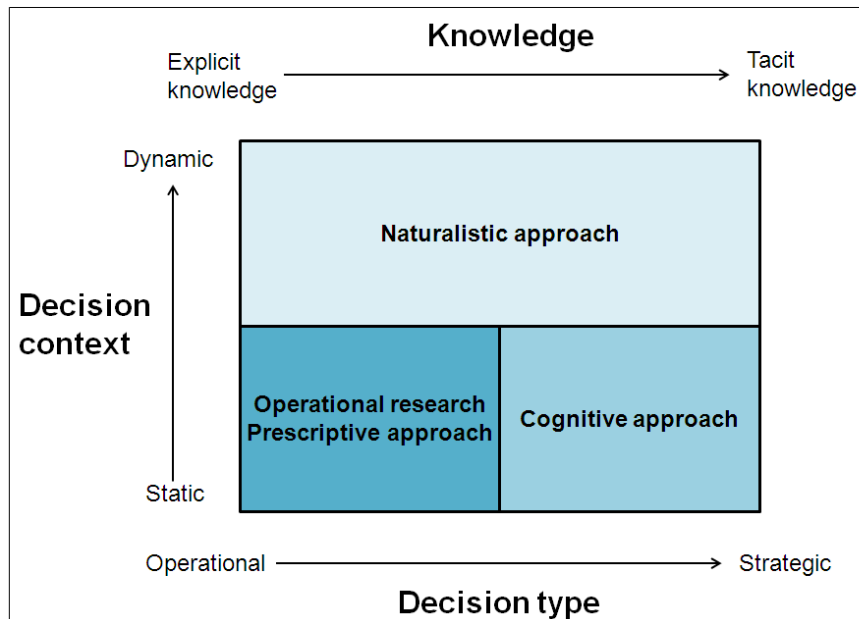 Knowledge
Explicit
knowledge
Tacit
knowledge
Dynamic
Naturalistic approach
Decision
context
Operational research
Prescriptive approach
Cognitive approach
Static
Operational
Strategic
Decision type